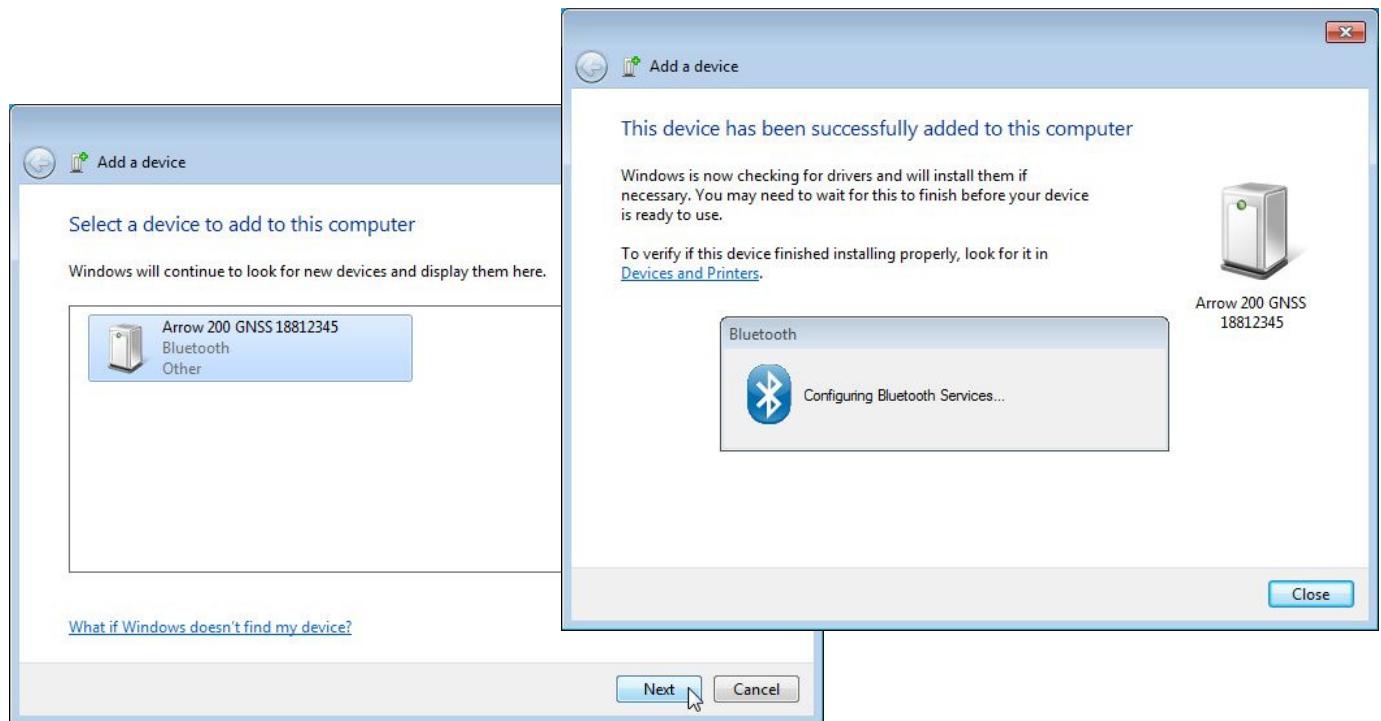 Add a device
Select a device to add to this computer
Windows will continue to look for new devices and display them here.
Arrow 200 GNSS 18812345
Bluetooth
Other
What if Windows doesn't find my device?
Next
Cancel
Add a device
This device has been successfully added to this computer
Windows is now checking for drivers and will install them if
necessary. You may need to wait for this to finish before your device
is ready to use.
To verify if this device finished installing properly, look for it in
Devices and Printers.
Arrow 200 GNSS
18812345
Bluetooth
Configuring Bluetooth Services...
Close